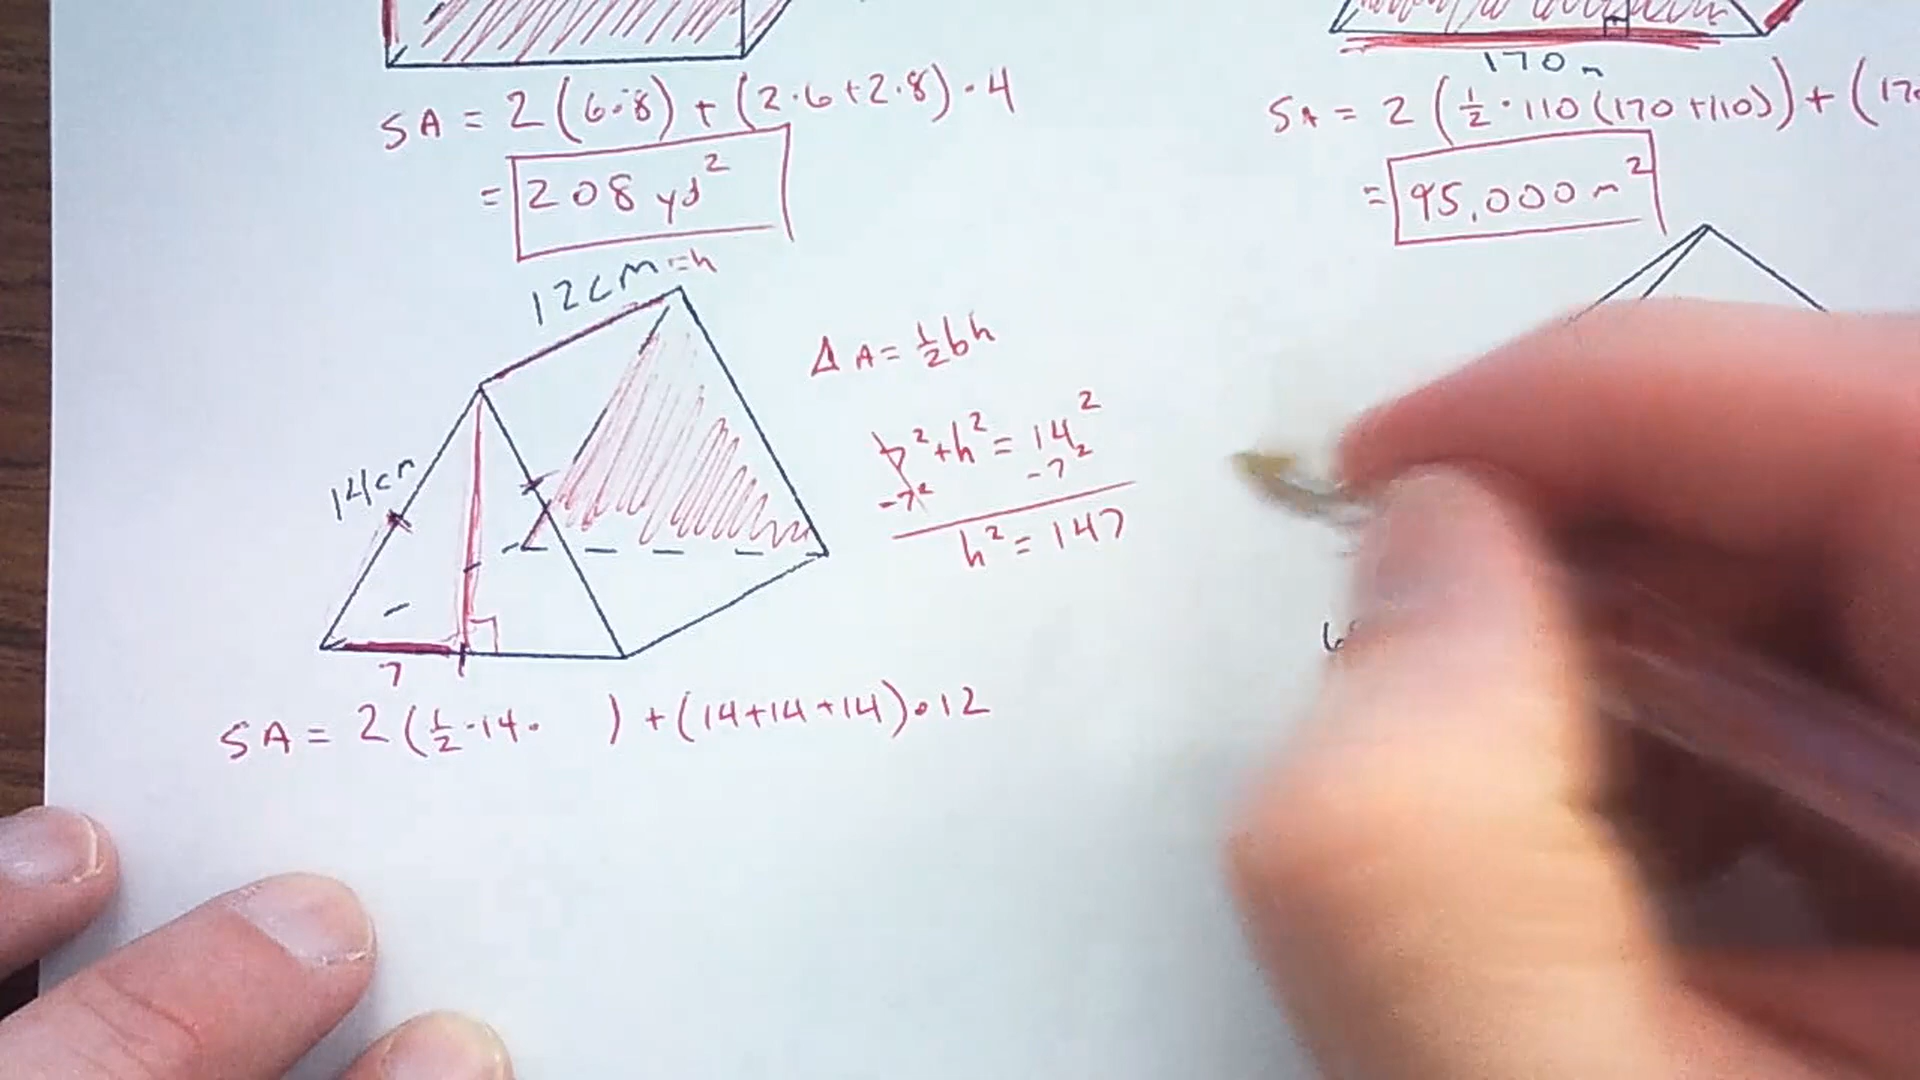 170 m
SA = 2(6·8) + (2·6+2·8)·4
= 208 yd²
SA = 2(½·110(170+110))+(170
= 95,000 m²
12cm=h
14cm
7
Δ A = ½bh
7²+h² = 14²
-7² -7²
h² = 147
SA = 2(½·14· ) + (14+14+14)·12